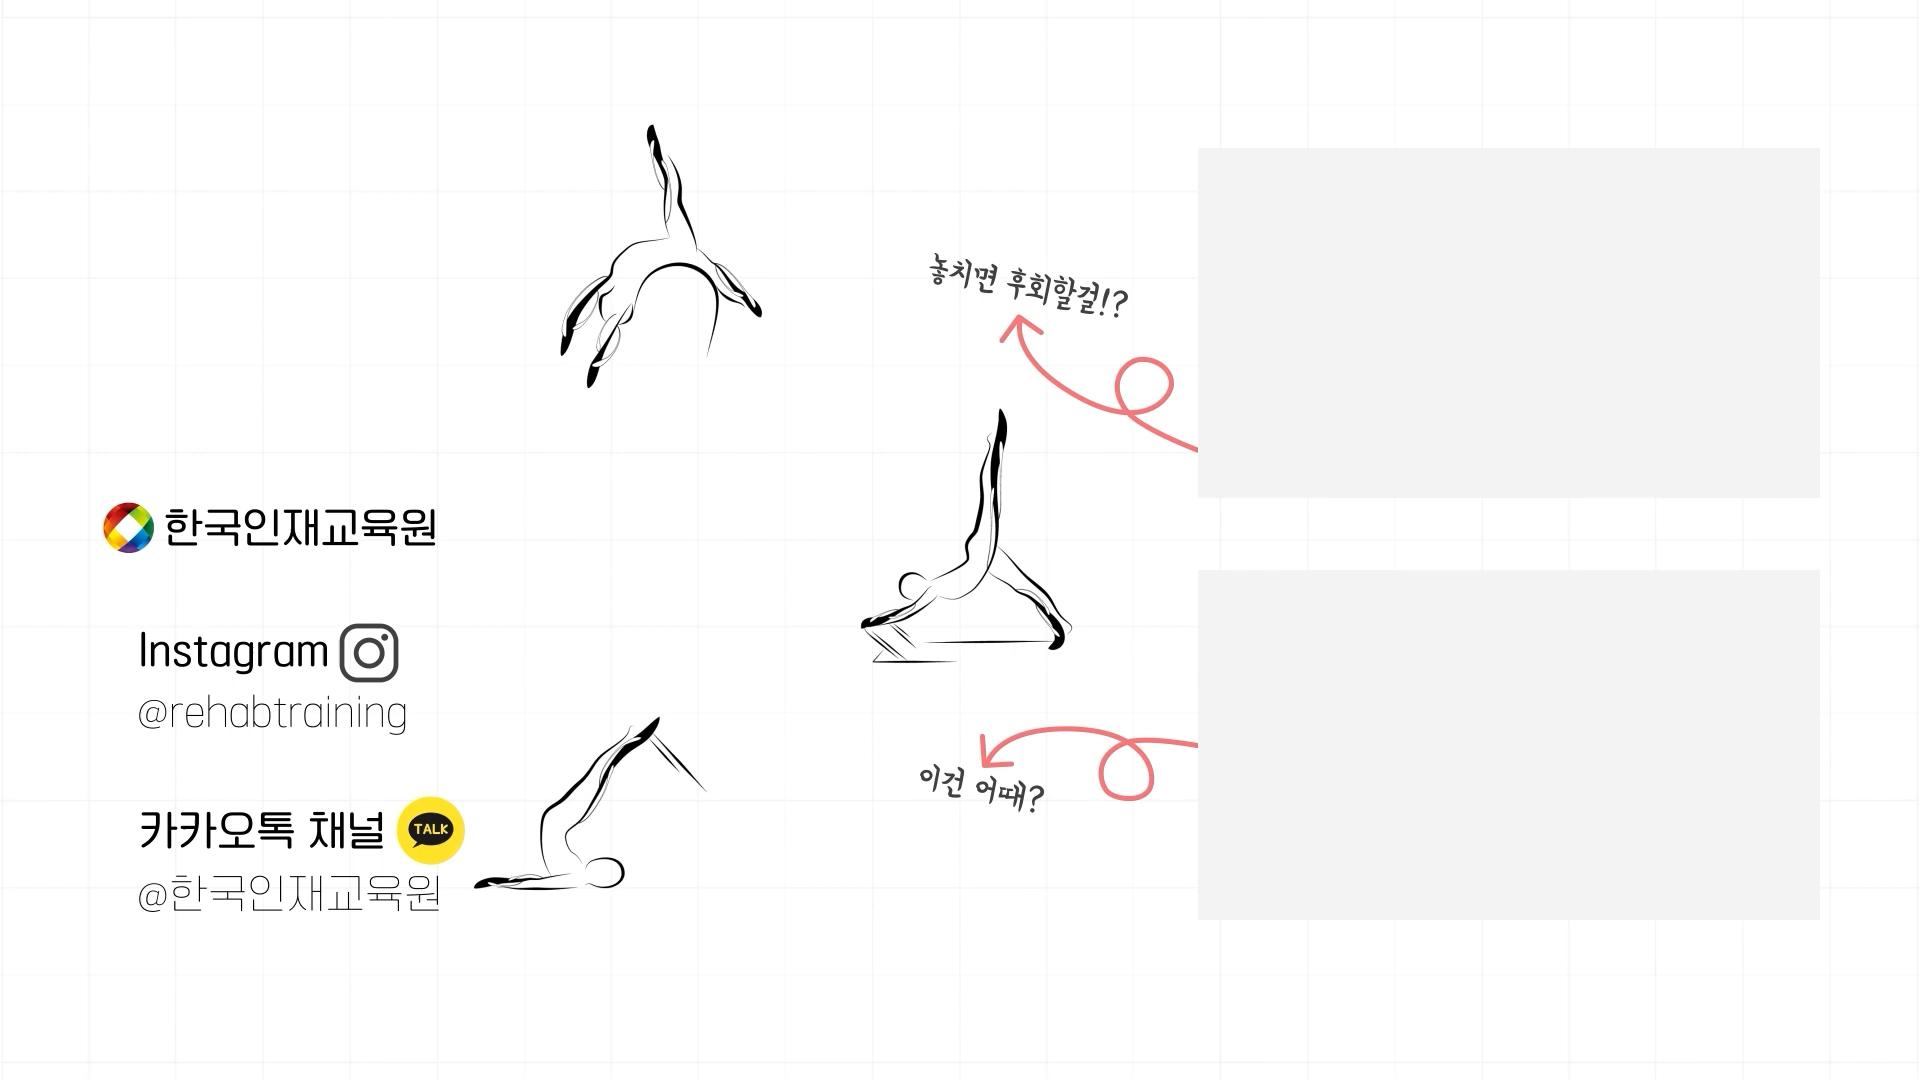 한국인재교육원
Instagram
@rehabtraining
카카오톡 채널
TALK
@한국인재교육원
놓치면 후회할걸!?
이건 어때?